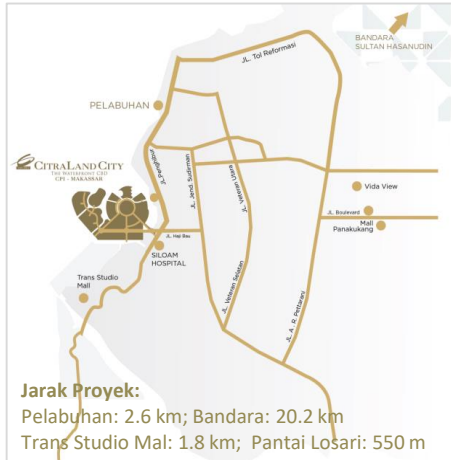 BANDARA
SULTAN HASANUDIN
JL. Tol Reformasi
PELABUHAN
CITRALAND CITY
THE WATERFRONT CBD
CPI - MAKASSAR
JL. Penghibur
JL. Jend. Sudirman
JL. Veteran Utara
Vida View
JL. Boulevard
Mall
Panakukang
JL. Haji Bau
SILOAM
HOSPITAL
Trans Studio
Mall
JL. Veteran Selatan
JL. A. R. Pettarani
Jarak Proyek:
Pelabuhan: 2.6 km; Bandara: 20.2 km
Trans Studio Mal: 1.8 km; Pantai Losari: 550 m